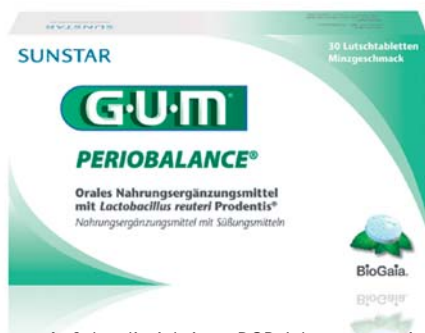 SUNSTAR
30 Lutschtabletten
Minzgeschmack
G·U·M®
PERIOBALANCE®
Orales Nahrungsergänzungsmittel
mit Lactobacillus reuteri Prodentis®
Nahrungsergänzungsmittel mit Süßungsmitteln
BioGaia.